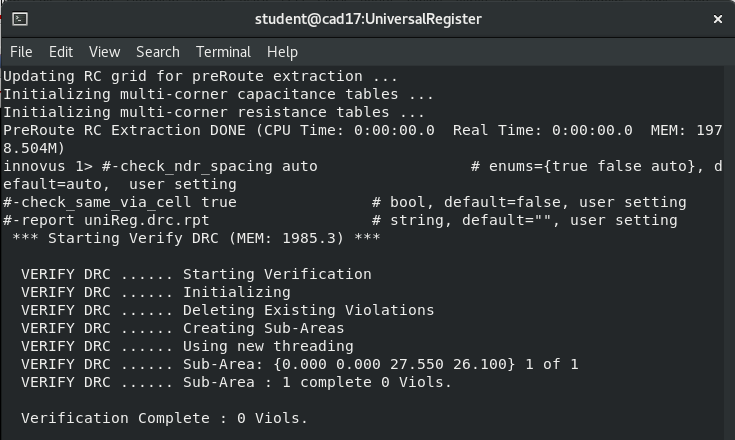 student@cad17:UniversalRegister
×
File Edit View Search Terminal Help
Updating RC grid for preRoute extraction ...
Initializing multi-corner capacitance tables ...
Initializing multi-corner resistance tables ...
PreRoute RC Extraction DONE (CPU Time: 0:00:00.0  Real Time: 0:00:00.0  MEM: 197
8.504M)
innovus 1> #-check_ndr_spacing auto                 # enums={true false auto}, d
efault=auto,  user setting
#-check_same_via_cell true               # bool, default=false, user setting
#-report uniReg.drc.rpt                  # string, default="", user setting
 *** Starting Verify DRC (MEM: 1985.3) ***
  VERIFY DRC ...... Starting Verification
  VERIFY DRC ...... Initializing
  VERIFY DRC ...... Deleting Existing Violations
  VERIFY DRC ...... Creating Sub-Areas
  VERIFY DRC ...... Using new threading
  VERIFY DRC ...... Sub-Area: {0.000 0.000 27.550 26.100} 1 of 1
  VERIFY DRC ...... Sub-Area : 1 complete 0 Viols.
  Verification Complete : 0 Viols.